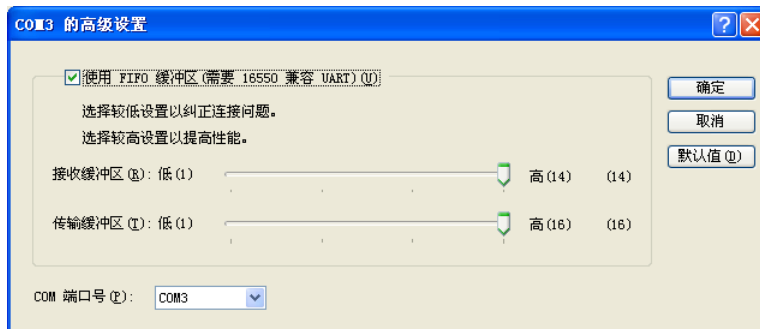 COM3 的高级设置
使用 FIFO 缓冲区(需要 16550 兼容 UART)(U)
确定
选择较低设置以纠正连接问题。
取消
选择较高设置以提高性能。
默认值(D)
接收缓冲区(R): 低(1) 高(14) (14)
传输缓冲区(T): 低(1) 高(16) (16)
COM 端口号(P): COM3